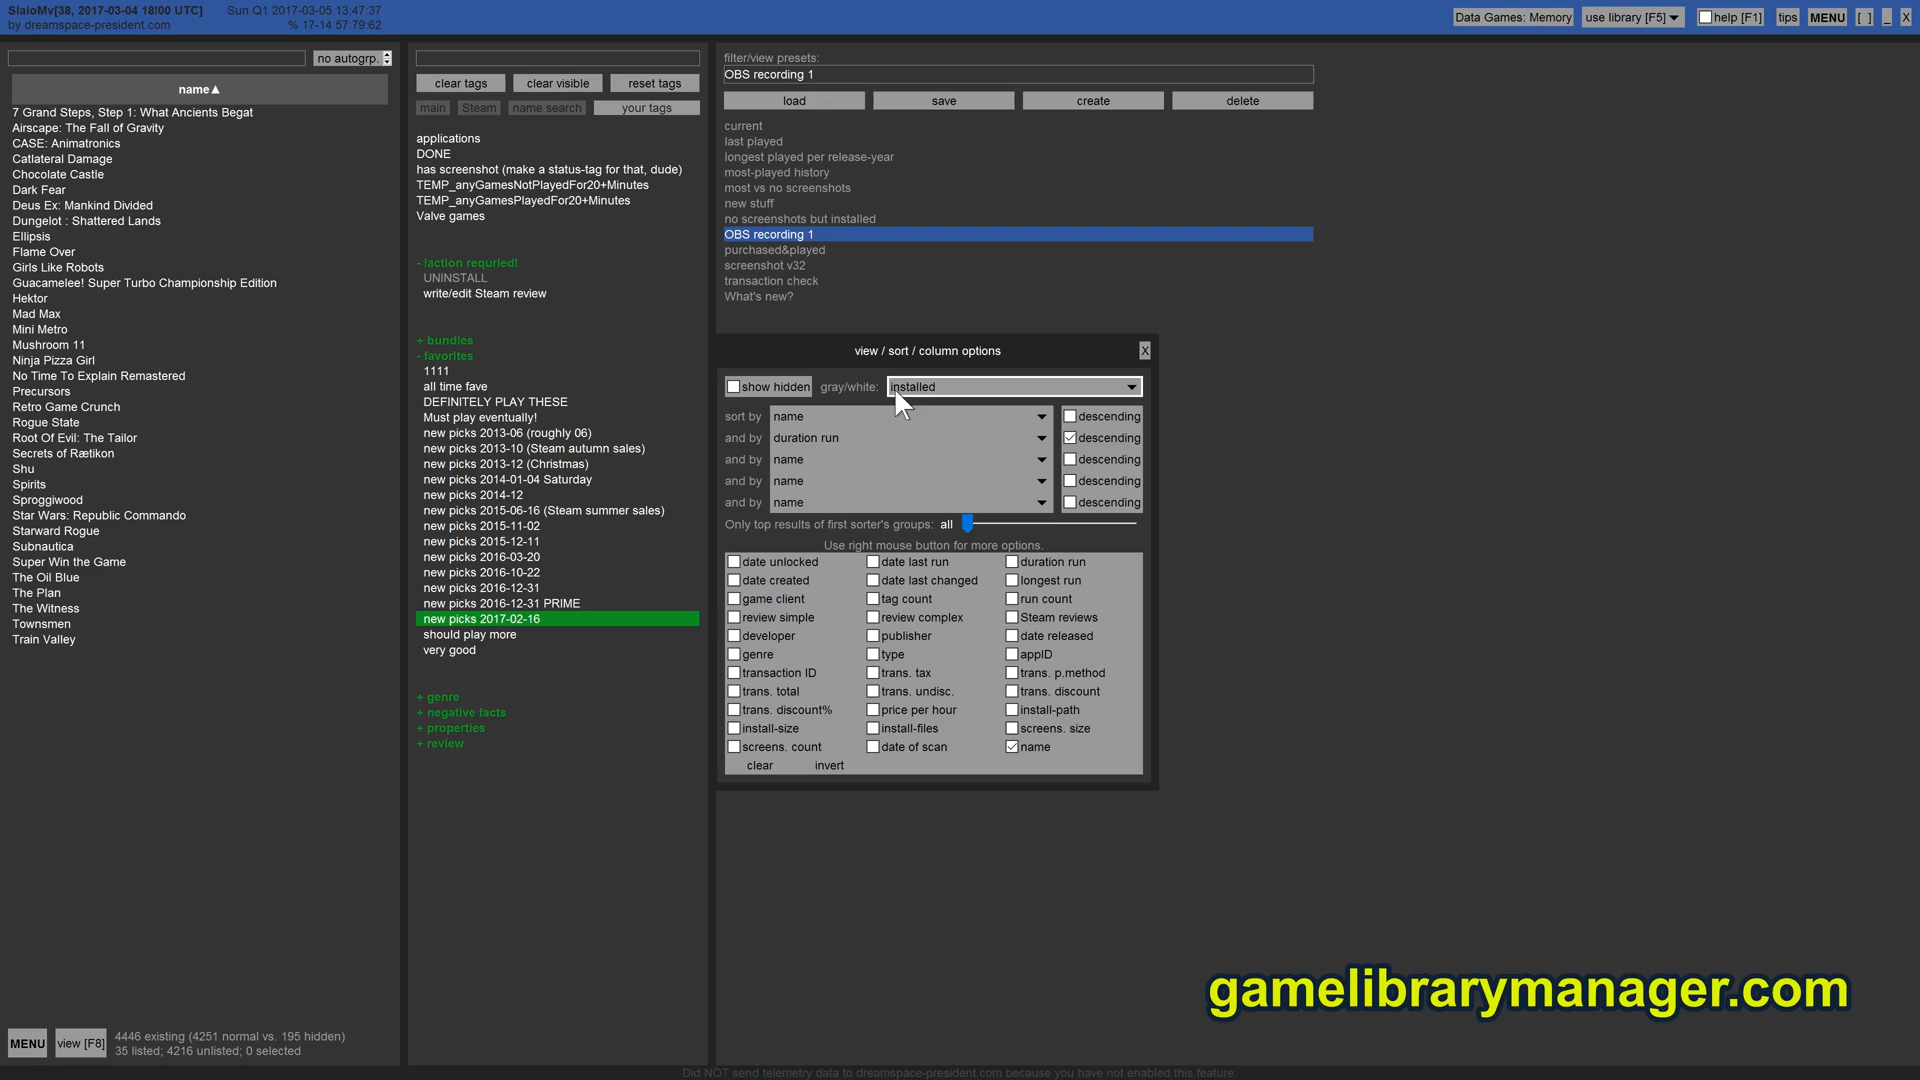 SlaloMv[38, 2017-03-04 18!00 UTC]
by dreamspace-president.com
Sun Q1 2017-03-05 13:47:37
% 17-14 57:79:62
Data Games: Memory
use library [F5]
help [F1]
tips
MENU
[ ]
_
X
no autogrp.
name▲
7 Grand Steps, Step 1: What Ancients Begat
Airscape: The Fall of Gravity
CASE: Animatronics
Catlateral Damage
Chocolate Castle
Dark Fear
Deus Ex: Mankind Divided
Dungelot : Shattered Lands
Ellipsis
Flame Over
Girls Like Robots
Guacamelee! Super Turbo Championship Edition
Hektor
Mad Max
Mini Metro
Mushroom 11
Ninja Pizza Girl
No Time To Explain Remastered
Precursors
Retro Game Crunch
Rogue State
Root Of Evil: The Tailor
Secrets of Rætikon
Shu
Spirits
Sproggiwood
Star Wars: Republic Commando
Starward Rogue
Subnautica
Super Win the Game
The Oil Blue
The Plan
The Witness
Townsmen
Train Valley
MENU
view [F8]
4446 existing (4251 normal vs. 195 hidden)
35 listed; 4216 unlisted; 0 selected
clear tags
clear visible
reset tags
main
Steam
name search
your tags
applications
DONE
has screenshot (make a status-tag for that, dude)
TEMP_anyGamesNotPlayedFor20+Minutes
TEMP_anyGamesPlayedFor20+Minutes
Valve games
- !action requried!
UNINSTALL
write/edit Steam review
+ bundles
- favorites
1111
all time fave
DEFINITELY PLAY THESE
Must play eventually!
new picks 2013-06 (roughly 06)
new picks 2013-10 (Steam autumn sales)
new picks 2013-12 (Christmas)
new picks 2014-01-04 Saturday
new picks 2014-12
new picks 2015-06-16 (Steam summer sales)
new picks 2015-11-02
new picks 2015-12-11
new picks 2016-03-20
new picks 2016-10-22
new picks 2016-12-31
new picks 2016-12-31 PRIME
new picks 2017-02-16
should play more
very good
+ genre
+ negative facts
+ properties
+ review
filter/view presets:
OBS recording 1
load
save
create
delete
current
last played
longest played per release-year
most-played history
most vs no screenshots
new stuff
no screenshots but installed
OBS recording 1
purchased&played
screenshot v32
transaction check
What's new?
view / sort / column options
X
show hidden
gray/white:
installed
sort by name descending
and by duration run descending
and by name descending
and by name descending
and by name descending
Only top results of first sorter's groups: all
Use right mouse button for more options.
date unlocked date last run duration run
date created date last changed longest run
game client tag count run count
review simple review complex Steam reviews
developer publisher date released
genre type appID
transaction ID trans. tax trans. p.method
trans. total trans. undisc. trans. discount
trans. discount% price per hour install-path
install-size install-files screens. size
screens. count date of scan name
clear invert
gamelibrarymanager.com
Did NOT send telemetry data to dreamspace-president.com because you have not enabled this feature.